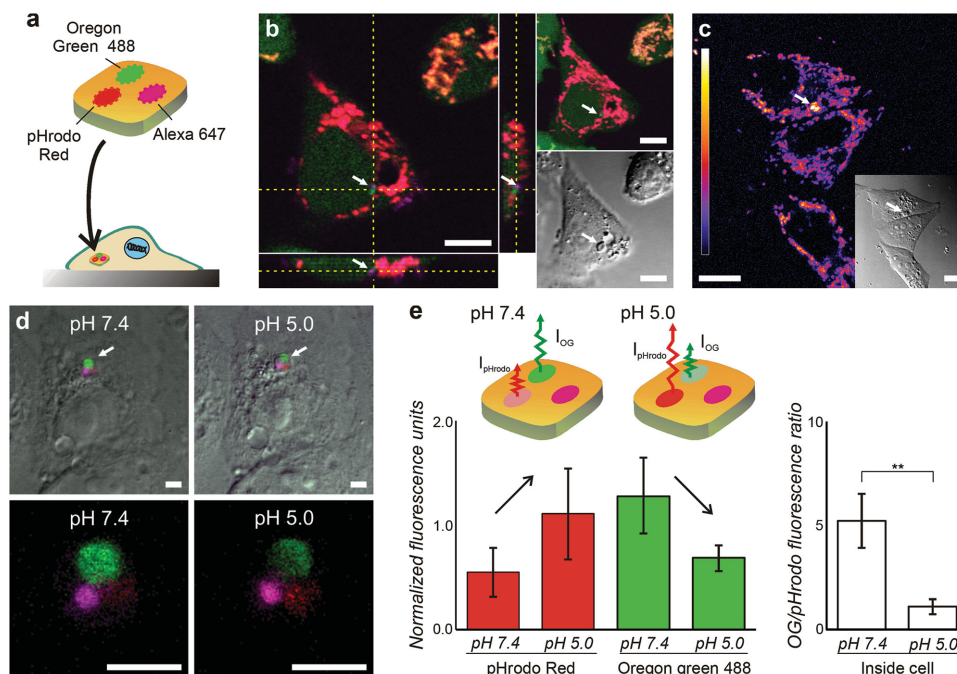 a
Oregon
Green 488
pHrodo
Red
Alexa 647
b
c
d
pH 7.4
pH 5.0
pH 7.4
pH 5.0
e
pH 7.4
pH 5.0
IpHrodo
IOG
IpHrodo
IOG
Normalized fluorescence units
2.0
1.0
0.0
pH 7.4
pH 5.0
pH 7.4
pH 5.0
pHrodo Red
Oregon green 488
OG/pHrodo fluorescence ratio
10
5
0
**
pH 7.4
pH 5.0
Inside cell